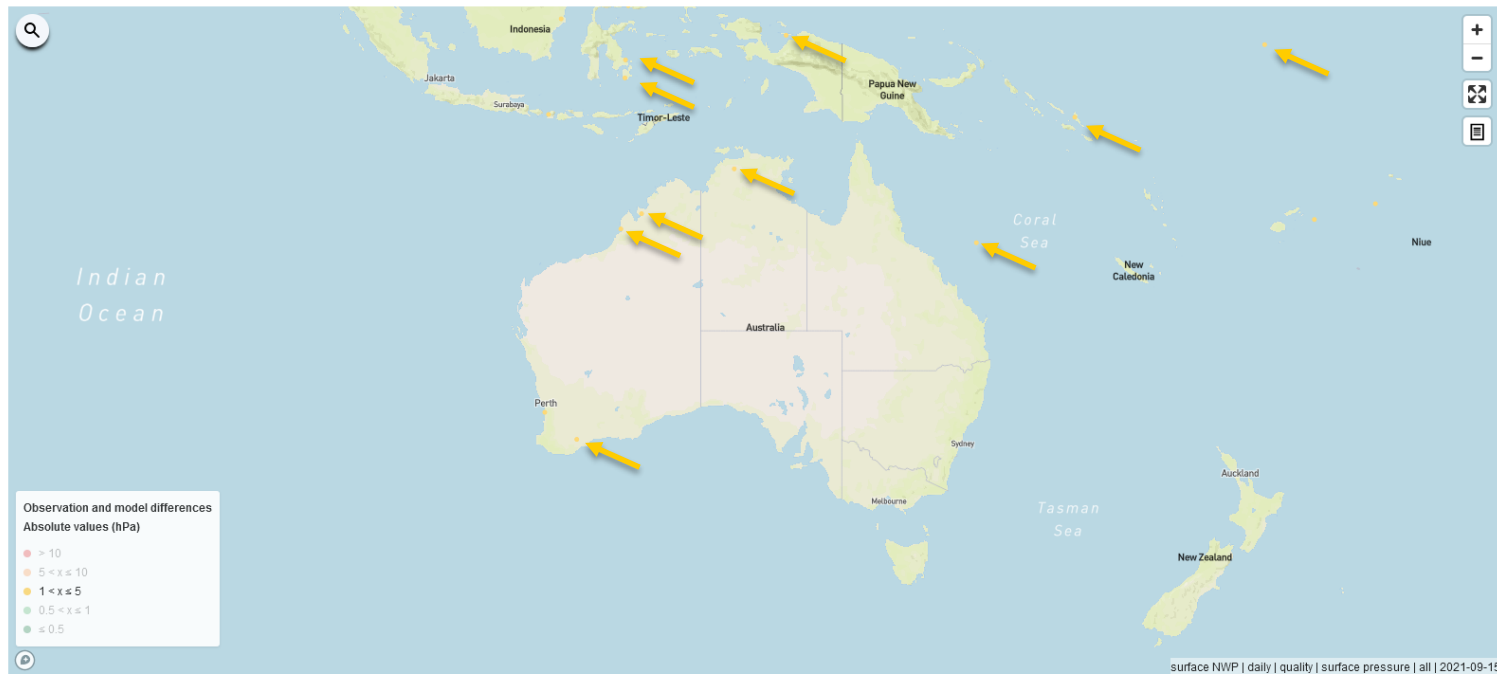 Indonesia
Jakarta
Surabaya
Timor-Leste
Papua New
Guine
Coral
Sea
Niue
New
Caledonia
Indian
Ocean
Australia
Perth
Sydney
Melbourne
Auckland
Tasman
Sea
New Zealand
Observation and model differences
Absolute values (hPa)
> 10
5 < x ≤ 10
1 < x ≤ 5
0.5 < x ≤ 1
≤ 0.5
+
−
surface NWP | daily | quality | surface pressure | all | 2021-09-15